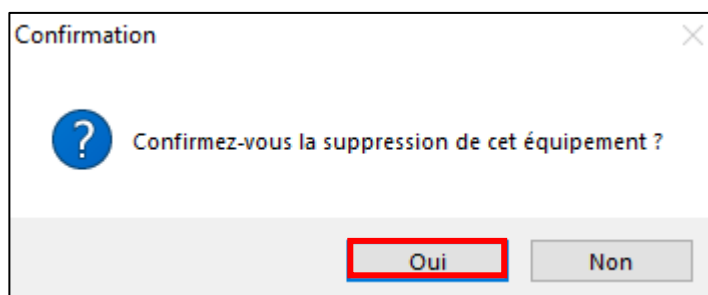 Confirmation
Confirmez-vous la suppression de cet équipement ?
Oui
Non